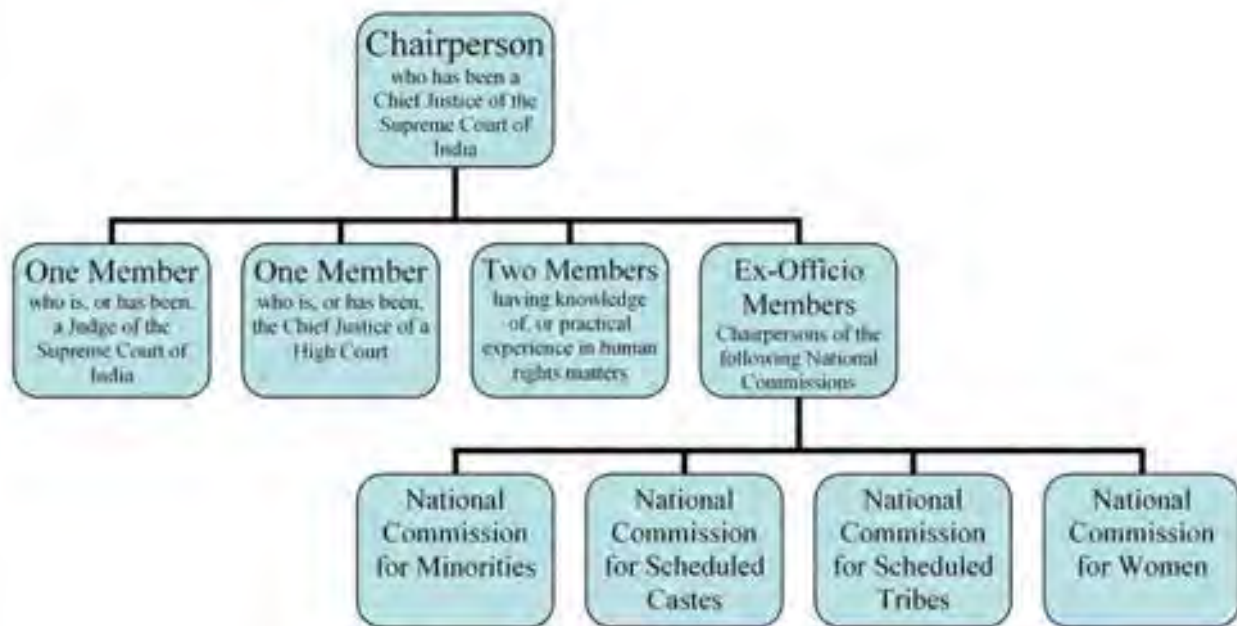 Chairperson
who has been a
Chief Justice of the
Supreme Court of
India
One Member
who is, or has been,
a Judge of the
Supreme Court of
India
One Member
who is, or has been,
the Chief Justice of a
High Court
Two Members
having knowledge
of, or practical
experience in human
rights matters
Ex-Officio
Members
Chairpersons of the
following National
Commissions
National
Commission
for Minorities
National
Commission
for Scheduled
Castes
National
Commission
for Scheduled
Tribes
National
Commission
for Women